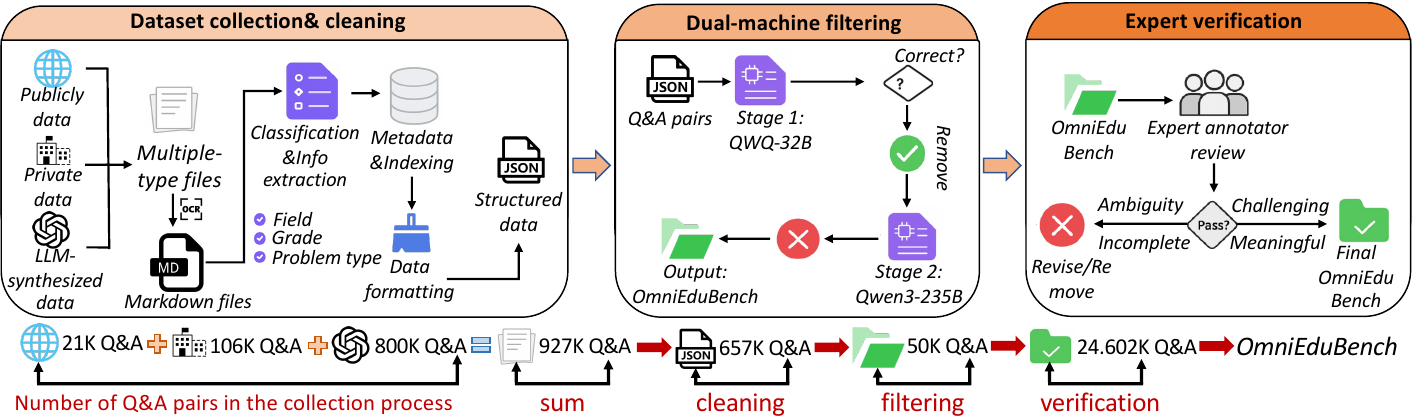 Dataset collection& cleaning
Publicly
data
Private
data
LLM-
synthesized
data
Multiple-
type files
OCR
MD
Markdown files
Classification
&Info
extraction
Field
Grade
Problem type
Metadata
&Indexing
Data
formatting
JSON
Structured
data
Dual-machine filtering
JSON
Q&A pairs
Stage 1:
QWQ-32B
Correct?
?
Remove
Stage 2:
Qwen3-235B
Output:
OmniEduBench
Expert verification
OmniEdu
Bench
Expert annotator
review
Pass?
Ambiguity
Incomplete
Revise/Re
move
Challenging
Meaningful
Final
OmniEdu
Bench
21K Q&A
106K Q&A
800K Q&A
927K Q&A
JSON
657K Q&A
50K Q&A
24.602K Q&A
OmniEduBench
Number of Q&A pairs in the collection process
sum
cleaning
filtering
verification